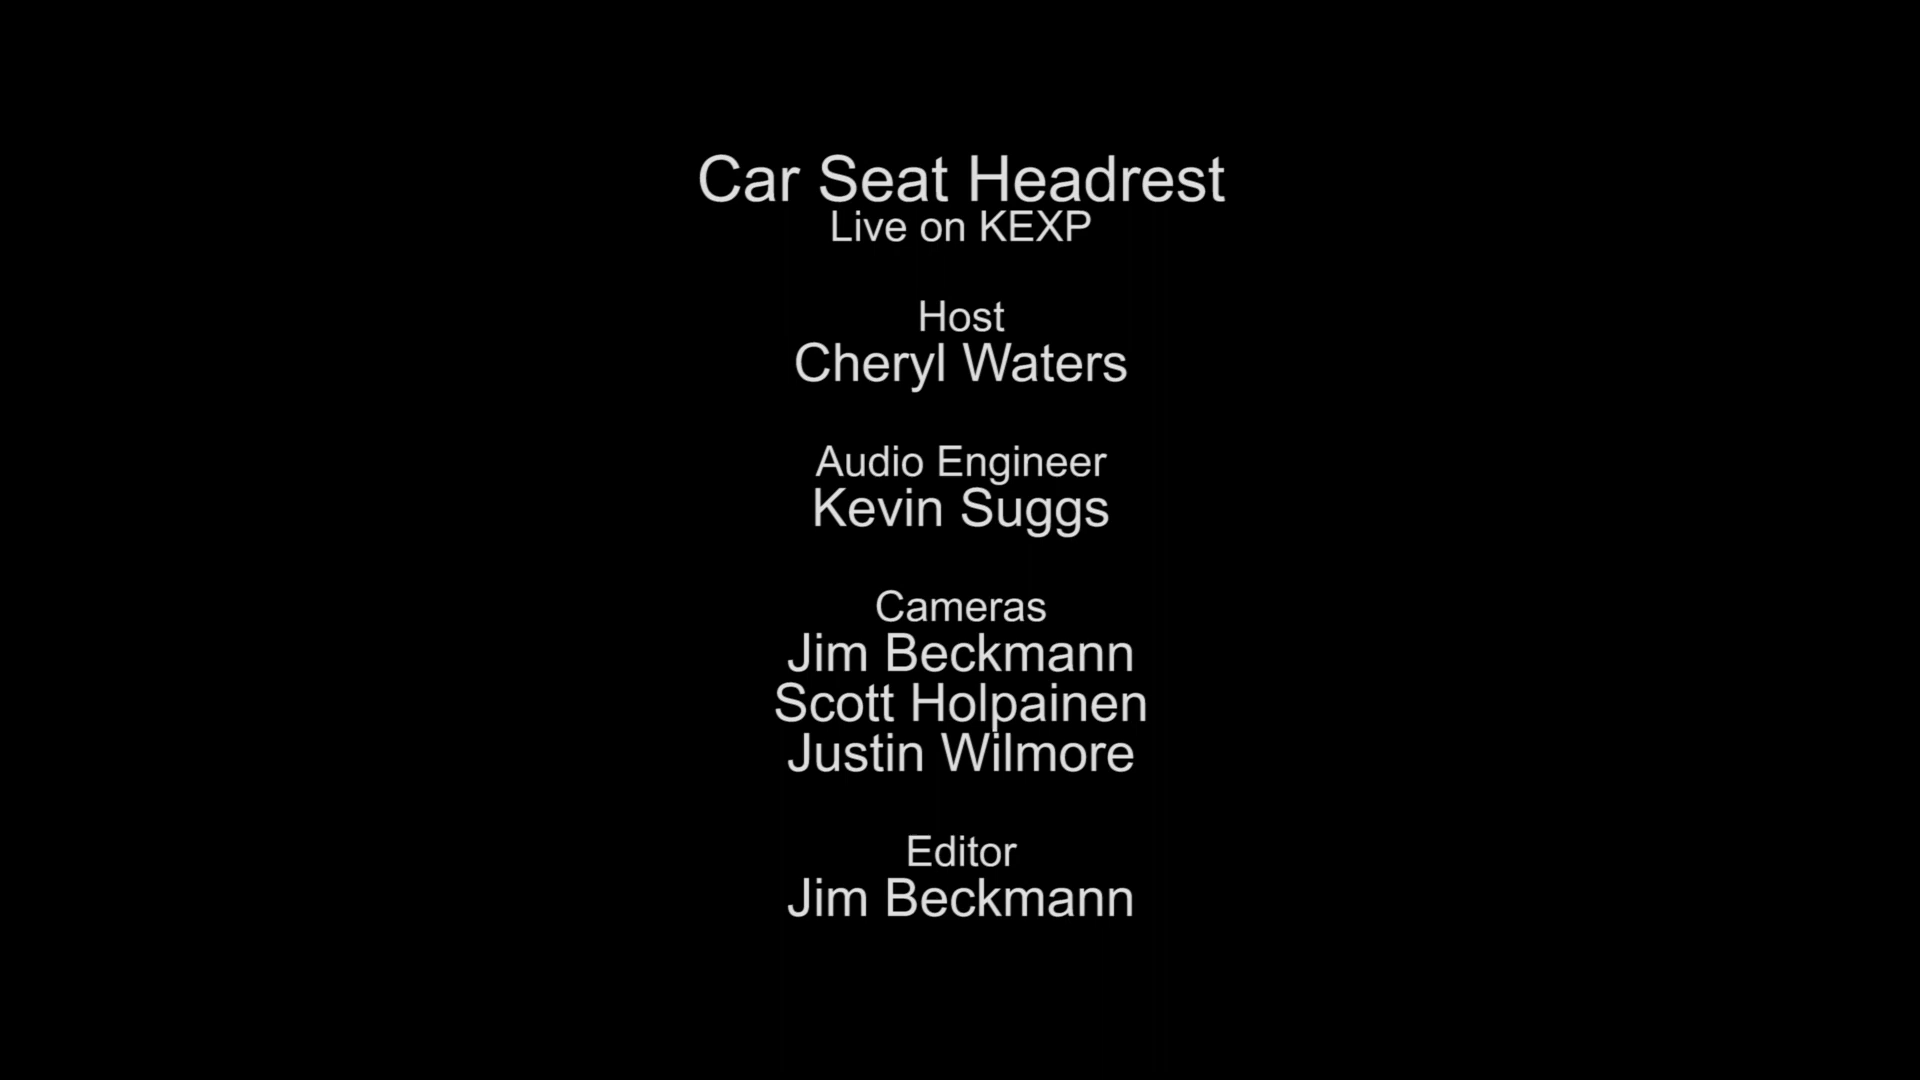 Car Seat Headrest
Live on KEXP
Host
Cheryl Waters
Audio Engineer
Kevin Suggs
Cameras
Jim Beckmann
Scott Holpainen
Justin Wilmore
Editor
Jim Beckmann